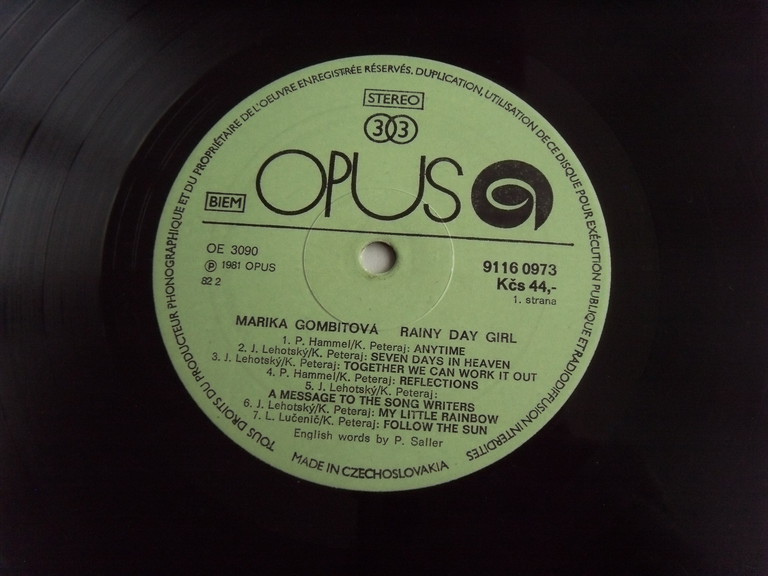 TOUS DROITS DU PRODUCTEUR PHONOGRAPHIQUE ET DU PROPRIÉTAIRE DE L'OEUVRE ENREGISTRÉE RÉSERVÉS. DUPLICATION, UTILISATION DE CE DISQUE POUR EXÉCUTION PUBLIQUE ET RADIODIFFUSION INTERDITES
STEREO
33
OPUS
BIEM
OE 3090
Ⓟ 1981 OPUS
82 2
9116 0973
Kčs 44,-
1. strana
MARIKA GOMBITOVÁ RAINY DAY GIRL
1. P. Hammel/K. Peteraj: ANYTIME
2. J. Lehotský/K. Peteraj: SEVEN DAYS IN HEAVEN
3. J. Lehotský/K. Peteraj: TOGETHER WE CAN WORK IT OUT
4. P. Hammel/K. Peteraj: REFLECTIONS
5. J. Lehotský/K. Peteraj:
A MESSAGE TO THE SONG WRITERS
6. J. Lehotský/K. Peteraj: MY LITTLE RAINBOW
7. L. Lučenič/K. Peteraj: FOLLOW THE SUN
English words by P. Saller
MADE IN CZECHOSLOVAKIA